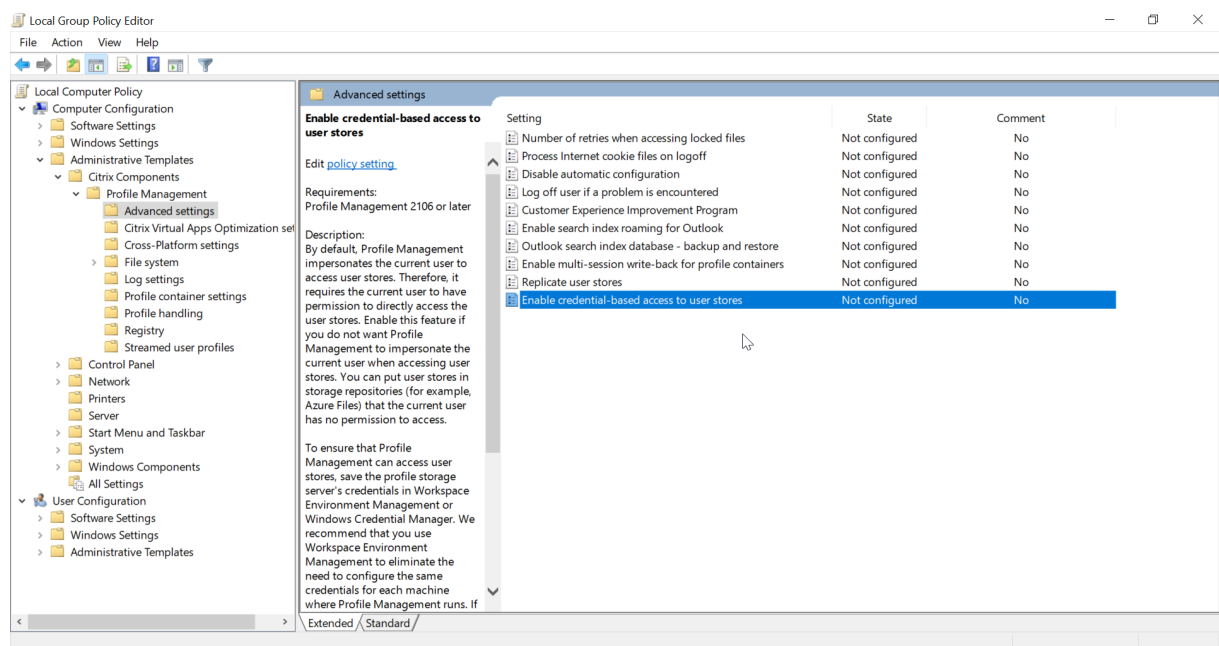 Local Group Policy Editor
File Action View Help
Local Computer Policy
Computer Configuration
Software Settings
Windows Settings
Administrative Templates
Citrix Components
Profile Management
Advanced settings
Citrix Virtual Apps Optimization set
Cross-Platform settings
File system
Log settings
Profile container settings
Profile handling
Registry
Streamed user profiles
Control Panel
Network
Printers
Server
Start Menu and Taskbar
System
Windows Components
All Settings
User Configuration
Software Settings
Windows Settings
Administrative Templates
Advanced settings
Enable credential-based access to
user stores
Edit policy setting
Requirements:
Profile Management 2106 or later
Description:
By default, Profile Management
impersonates the current user to
access user stores. Therefore, it
requires the current user to have
permission to directly access the
user stores. Enable this feature if
you do not want Profile
Management to impersonate the
current user when accessing user
stores. You can put user stores in
storage repositories (for example,
Azure Files) that the current user
has no permission to access.
To ensure that Profile
Management can access user
stores, save the profile storage
server's credentials in Workspace
Environment Management or
Windows Credential Manager. We
recommend that you use
Workspace Environment
Management to eliminate the
need to configure the same
credentials for each machine
where Profile Management runs. If
Setting State Comment
Number of retries when accessing locked files Not configured No
Process Internet cookie files on logoff Not configured No
Disable automatic configuration Not configured No
Log off user if a problem is encountered Not configured No
Customer Experience Improvement Program Not configured No
Enable search index roaming for Outlook Not configured No
Outlook search index database - backup and restore Not configured No
Enable multi-session write-back for profile containers Not configured No
Replicate user stores Not configured No
Enable credential-based access to user stores Not configured No
Extended Standard